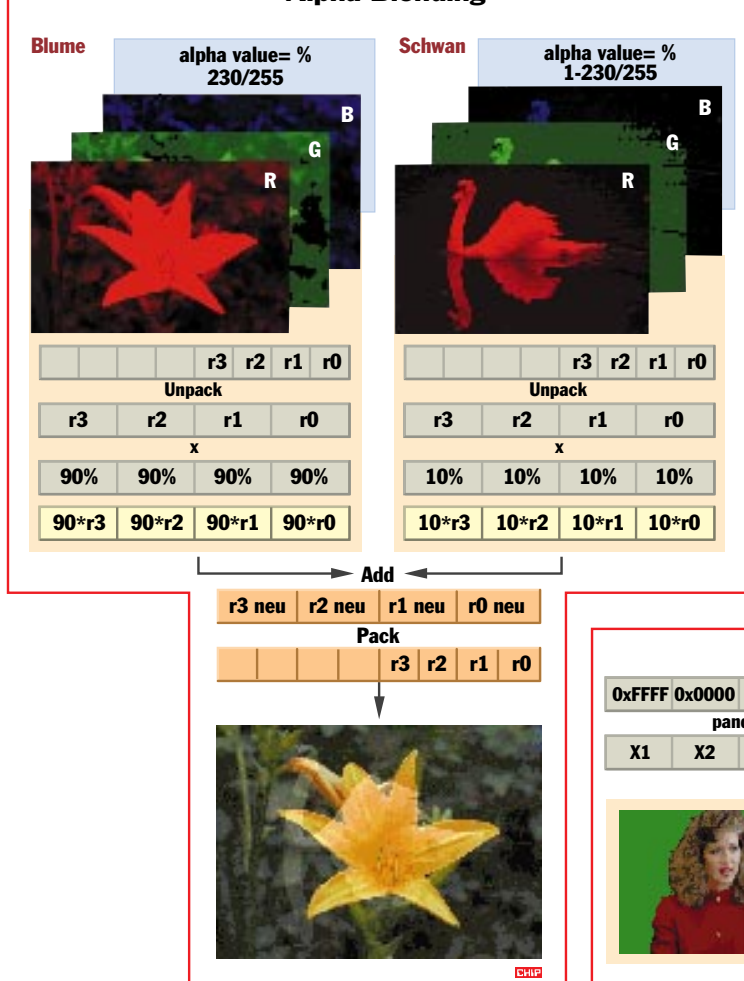 Alpha Blending
Blume
alpha value= %
230/255
B
G
R
r3 r2 r1 r0
Unpack
r3 r2 r1 r0
x
90% 90% 90% 90%
90*r3 90*r2 90*r1 90*r0
Schwan
alpha value= %
1-230/255
B
G
R
r3 r2 r1 r0
Unpack
r3 r2 r1 r0
x
10% 10% 10% 10%
10*r3 10*r2 10*r1 10*r0
Add
r3 neu r2 neu r1 neu r0 neu
Pack
r3 r2 r1 r0
CHIP
0xFFFF 0x0000
pand
X1 X2